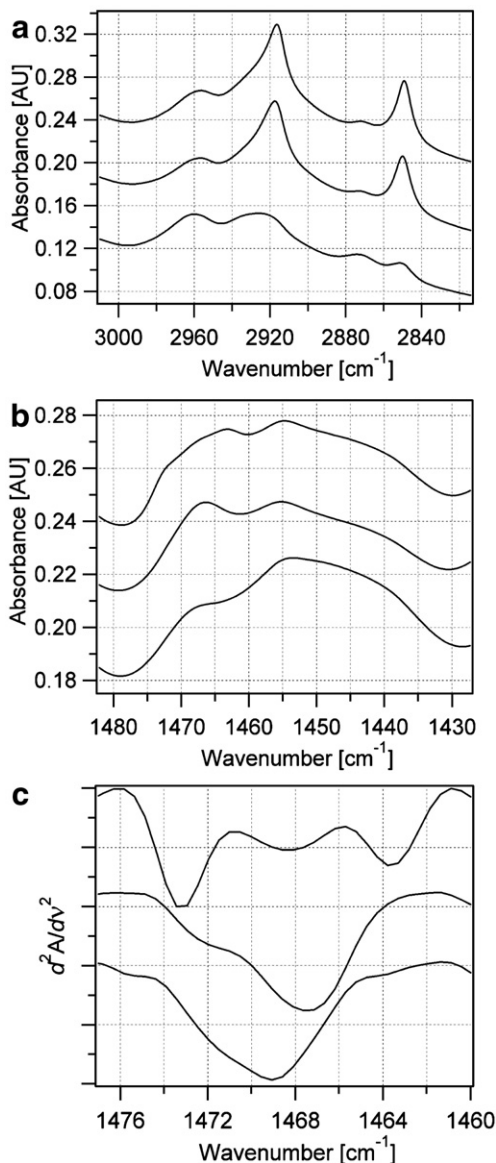 a
Absorbance [AU]
0.32
0.28
0.24
0.20
0.16
0.12
0.08
3000 2960 2920 2880 2840
Wavenumber [cm⁻¹]
b
Absorbance [AU]
0.28
0.26
0.24
0.22
0.20
0.18
1480 1470 1460 1450 1440 1430
Wavenumber [cm⁻¹]
c
d²A/dν²
1476 1472 1468 1464 1460
Wavenumber [cm⁻¹]